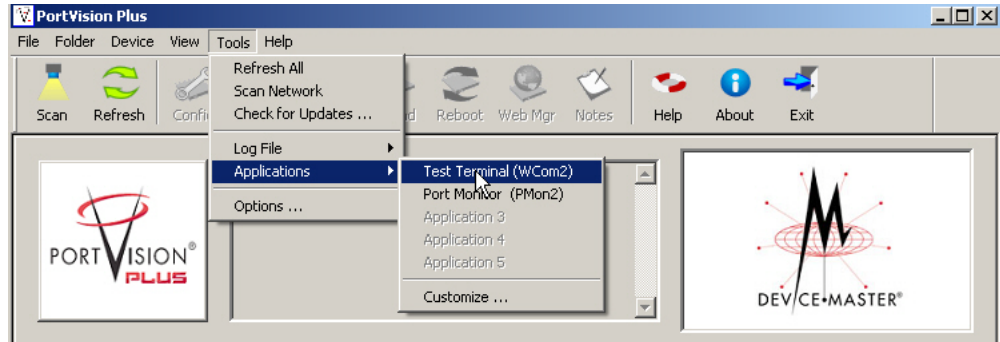 PortVision Plus
File Folder Device View Tools Help
Scan Refresh Reboot Web Mgr Notes Help About Exit
Refresh All
Scan Network
Check for Updates ...
Log File
Applications
Options ...
Test Terminal (WCom2)
Port Monitor (PMon2)
Application 3
Application 4
Application 5
Customize ...
PORT VISION®
PLUS
DEVICE•MASTER®